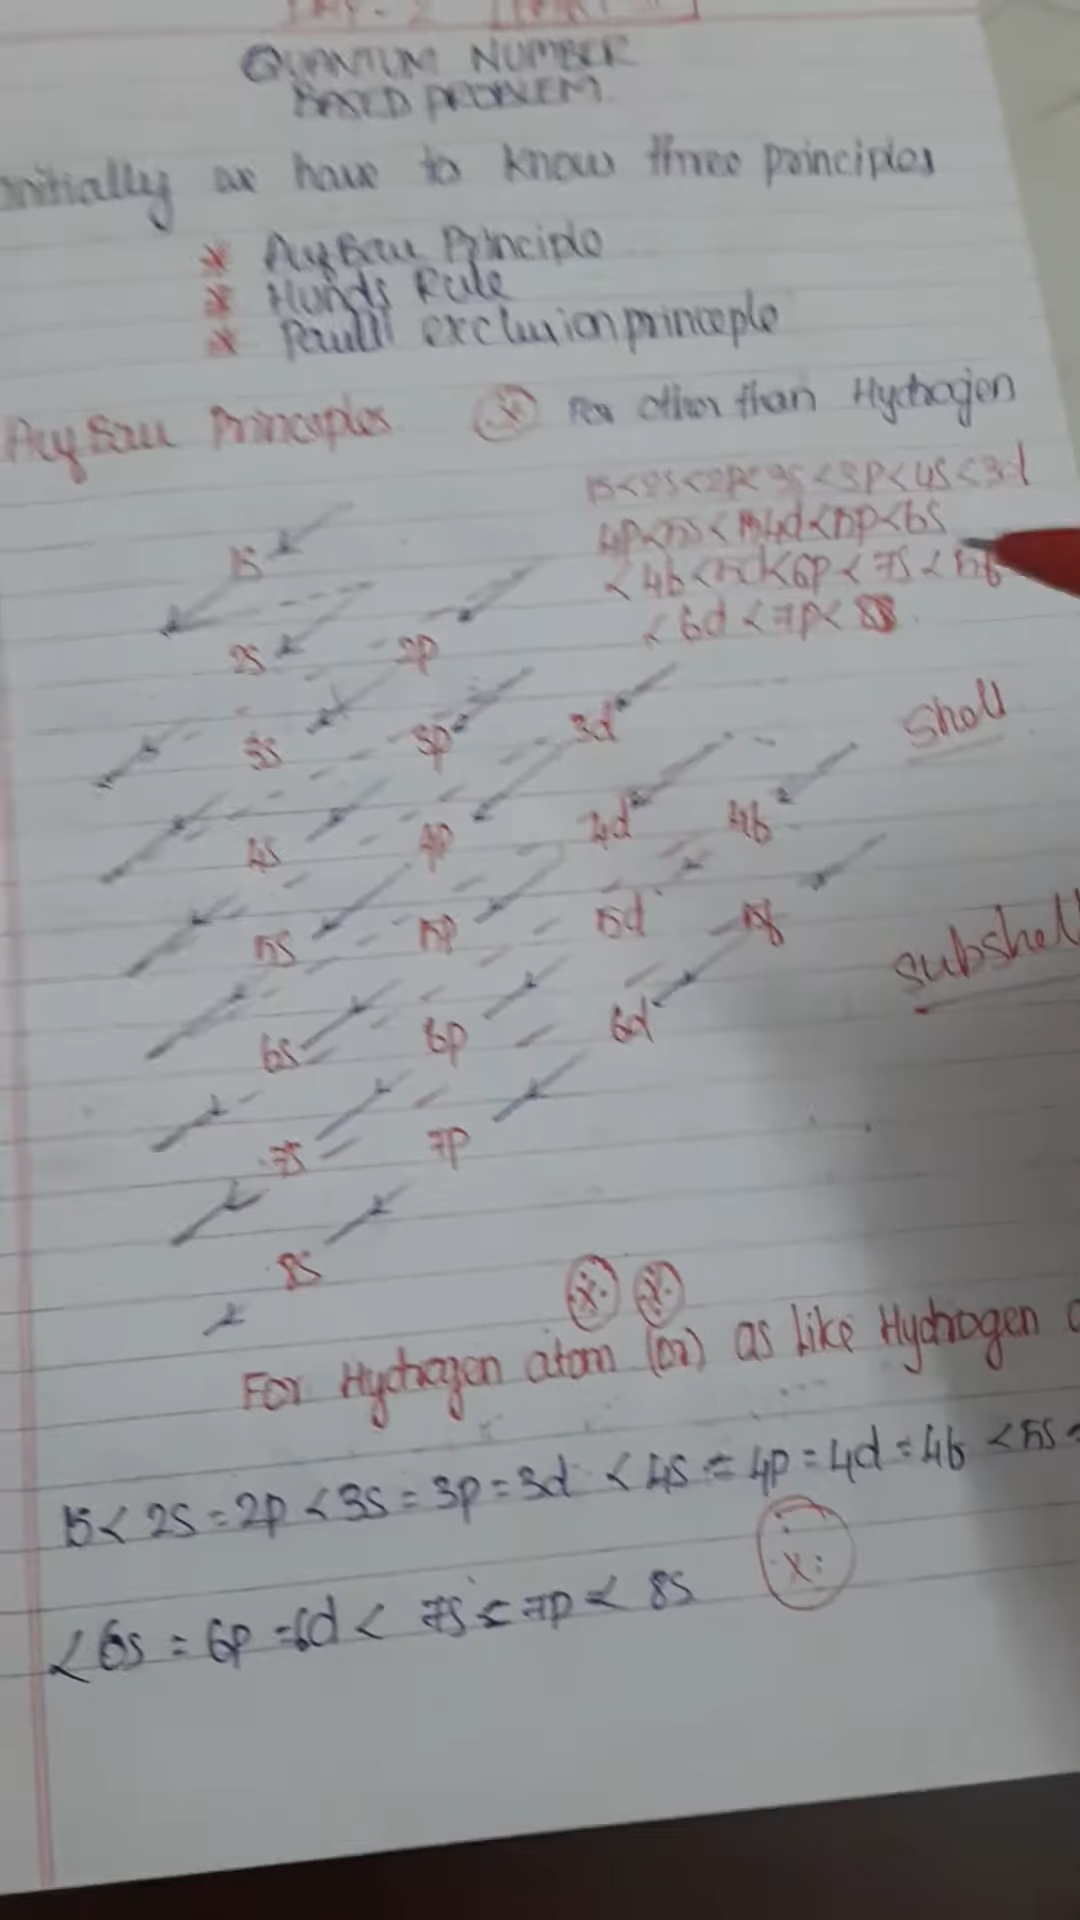 QUANTUM NUMBER
BASED PROBLEM.
initially we have to know three principles
* Aufbau Principle
* Hunds Rule
* Paulli exclusion princeple
Aufbau Principles
For other than Hydrogen
1s<2s<2p<3s<3p<4s<3d
4p<5s<4d<5p<6s
<4f<5d<6p<7s<5f
<6d<7p<8s.
1s
2s 2p
3s 3p 3d
4s 4p 4d 4f
5s 5p 5d 5f
6s 6p 6d
7s 7p
8s
Shell
subshell
For Hydrogen atom (or) as like Hydrogen
1s< 2s=2p<3s=3p=3d <4s=4p=4d=4f <5s
<6s=6p=6d< 7s=7p< 8s